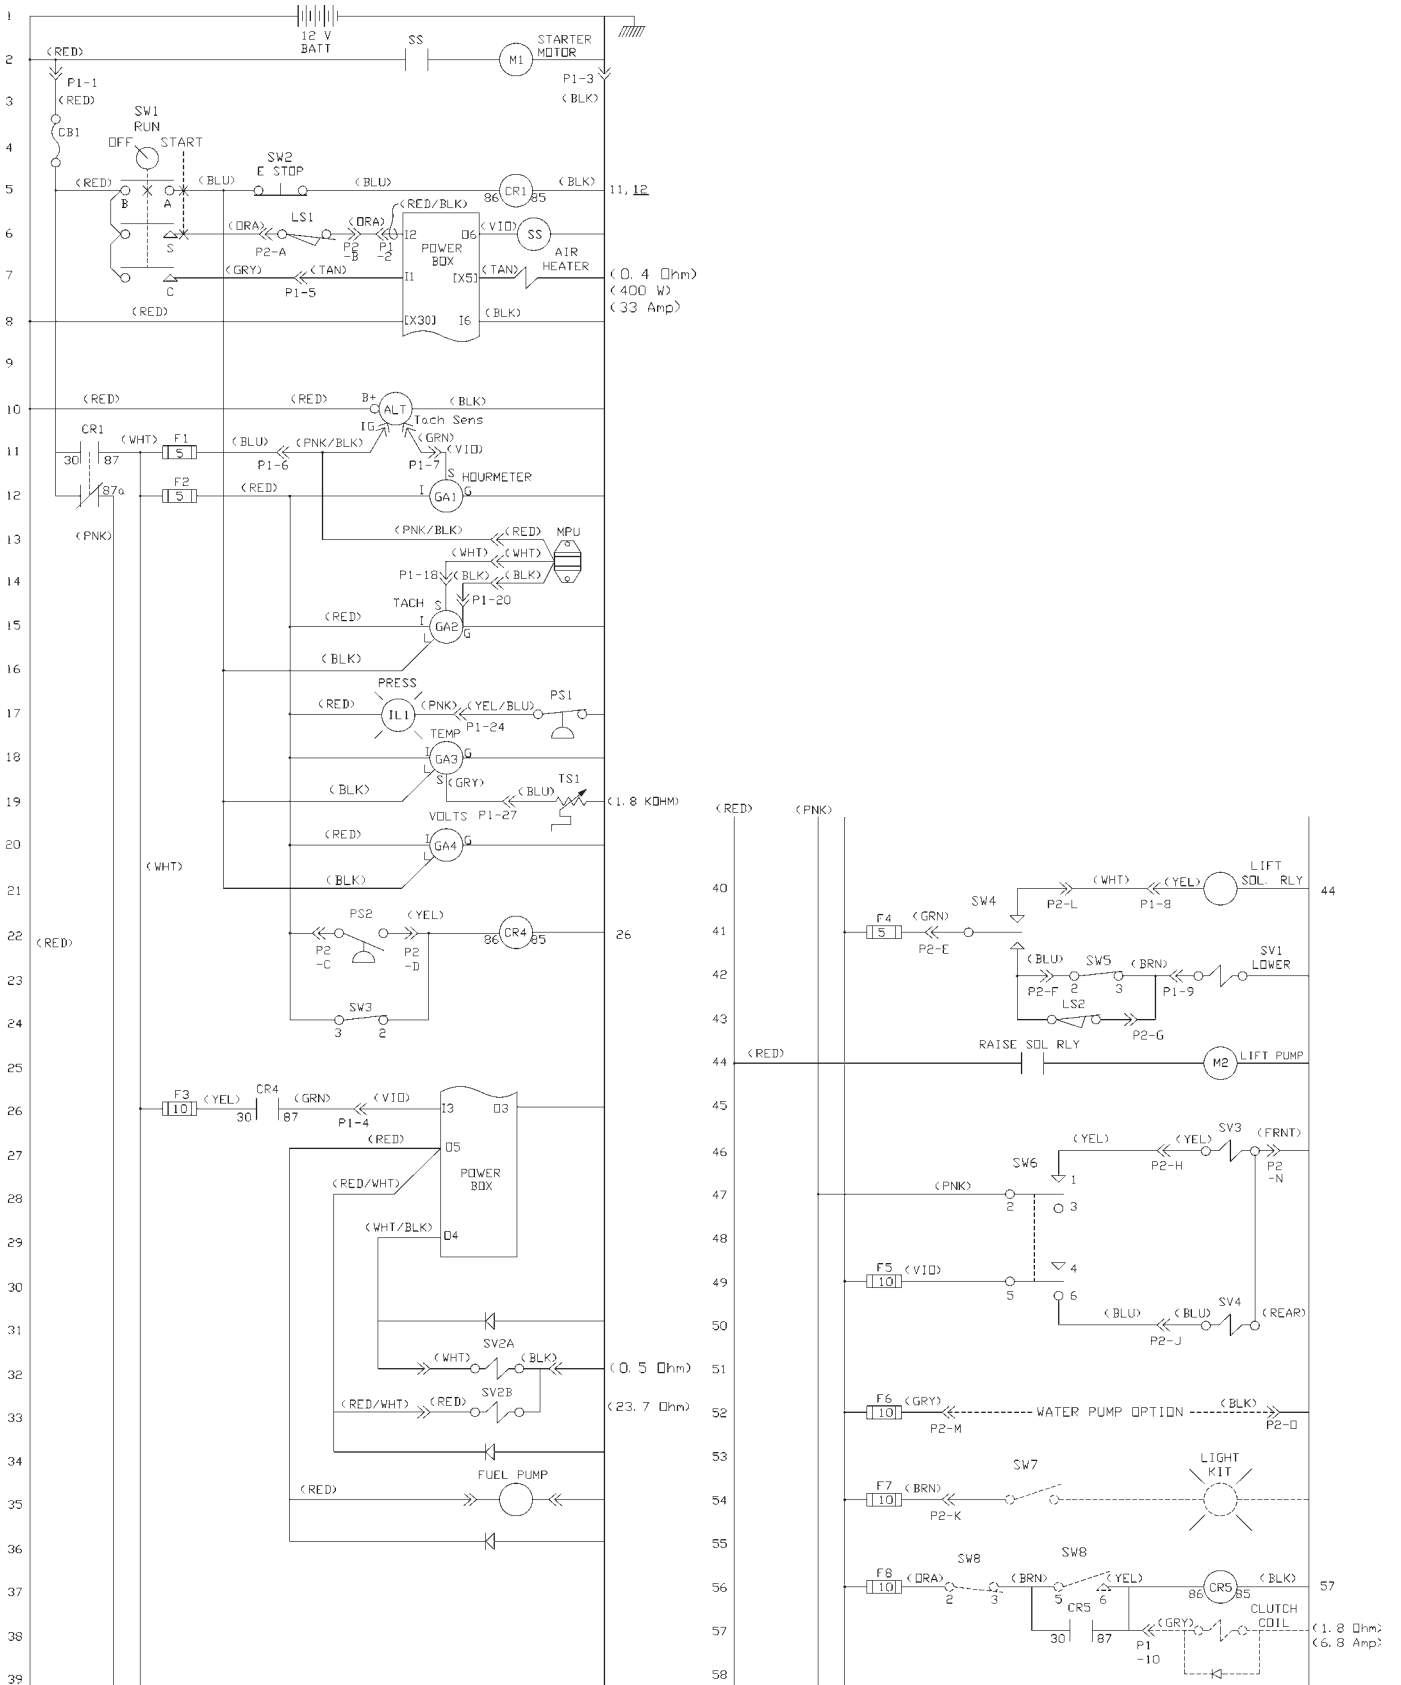 1
12 V
BATT
2 (RED) SS M1 STARTER
MOTOR
P1-1 P1-3
3 (RED) (BLK)
SW1
RUN
CB1
4 OFF START
SW2
E STOP
5 (RED) B A (BLU) (BLU) 86 CR1 85 (BLK) 11, 12
(RED/BLK)
6 S (ORA) LS1 (ORA) I2 O6 (VIO) SS
P2-A P2
-B P1
-2 POWER
BOX AIR
HEATER
7 C (GRY) (TAN) I1 [X5] (TAN) (0.4 Ohm)
P1-5 (400 W)
(33 Amp)
8 (RED) [X30] I6 (BLK)
9
10 (RED) (RED) B+ ALT (BLK)
CR1 IG Tach Sens
11 30 87 (WHT) F1 5 (BLU) (PNK/BLK) (GRN) (VIO)
P1-6 P1-7
S HOURMETER
12 87a F2 5 (RED) I GA1 G
13 (PNK) (PNK/BLK) (RED) MPU
(WHT) (WHT)
14 P1-18 (BLK) (BLK)
P1-20
TACH S
15 (RED) I GA2 G
L
16 (BLK)
PRESS
17 (RED) IL1 (PNK) (YEL/BLU) PS1
P1-24
TEMP
18 I GA3 G
L
S (GRY) TS1
19 (BLK) (BLU) (1.8 KOHM)
P1-27
VOLTS
20 (RED) I GA4 G
L
(WHT)
21 (BLK)
PS2 (YEL)
22 (RED) P2
-C P2
-D 86 CR4 85 26
23
SW3
24 3 2
25
26 F3 10 (YEL) CR4 30 87 (GRN) (VIO) I3 O3
P1-4
27 (RED) O5
POWER
BOX
28 (RED/WHT)
29 (WHT/BLK) O4
30
31
SV2A
32 (WHT) (BLK) (0.5 Ohm)
SV2B
33 (RED/WHT) (RED) (23.7 Ohm)
34
FUEL PUMP
35 (RED)
36
37
38
39
(RED) (PNK)
40 (WHT) (YEL) LIFT
SOL. RLY 44
P2-L P1-8
SW4
41 F4 5 (GRN)
P2-E
42 (BLU) SW5 (BRN) SV1
LOWER
P2-F 2 3 P1-9
LS2
43
P2-G
RAISE SOL RLY
44 (RED) M2 LIFT PUMP
45
46 (YEL) (YEL) SV3 (FRNT)
P2-H P2
-N
SW6
1
47 (PNK) 2 3
48
49 F5 10 (VIO) 5 4
6
50 (BLU) (BLU) SV4 (REAR)
P2-J
51
52 F6 10 (GRY) WATER PUMP OPTION (BLK)
P2-M P2-O
53
SW7 LIGHT
KIT
54 F7 10 (BRN)
P2-K
55
SW8 SW8
56 F8 10 (ORA) 2 3 (BRN) 5 6 (YEL) 86 CR5 85 (BLK) 57
CR5 CLUTCH
COIL
57 30 87 (GRY) (1.8 Ohm)
P1
-10 (6.8 Amp)
58